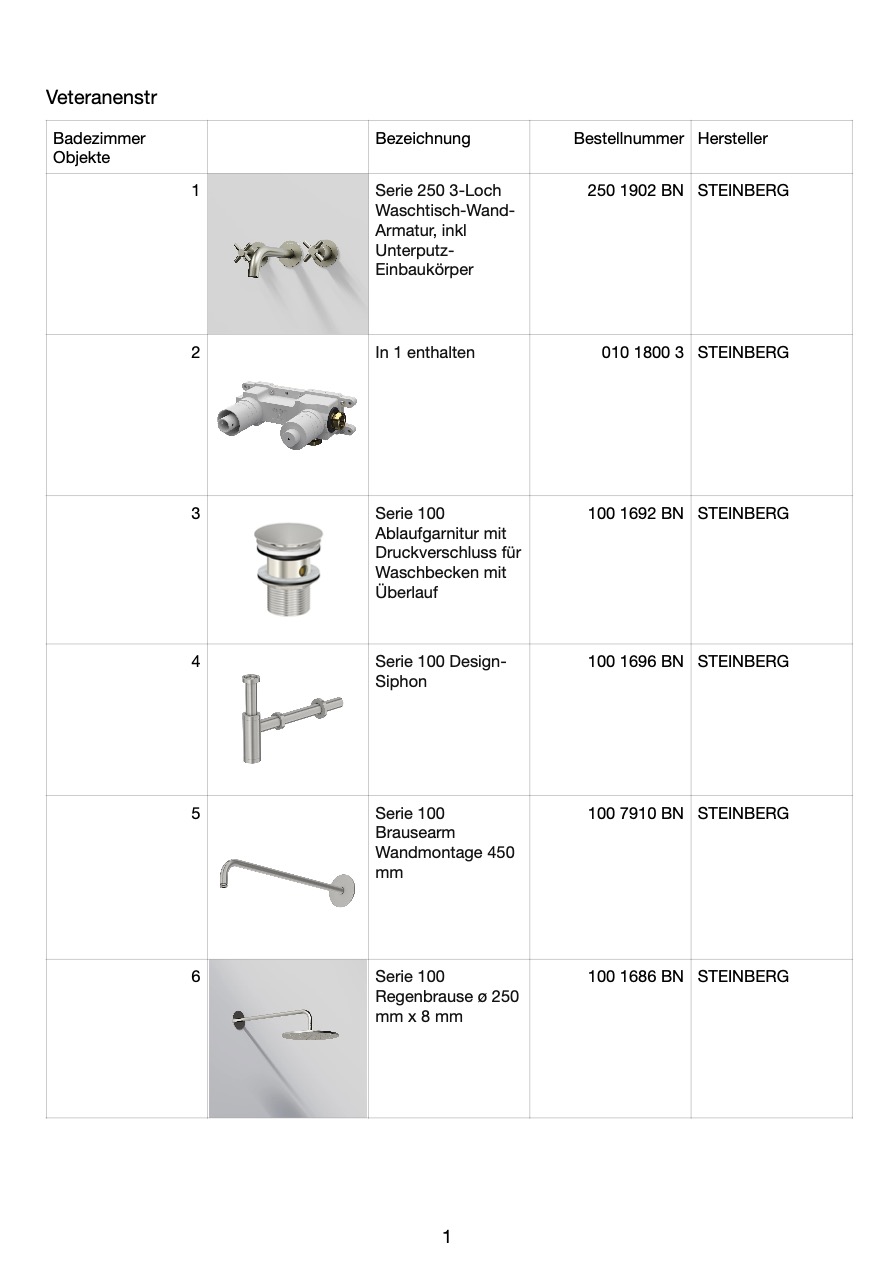 Veteranenstr
Badezimmer
Objekte
Bezeichnung
Bestellnummer
Hersteller
1
Serie 250 3-Loch
Waschtisch-Wand-
Armatur, inkl
Unterputz-
Einbaukörper
250 1902 BN
STEINBERG
2
In 1 enthalten
010 1800 3
STEINBERG
3
Serie 100
Ablaufgarnitur mit
Druckverschluss für
Waschbecken mit
Überlauf
100 1692 BN
STEINBERG
4
Serie 100 Design-
Siphon
100 1696 BN
STEINBERG
5
Serie 100
Brausearm
Wandmontage 450
mm
100 7910 BN
STEINBERG
6
Serie 100
Regenbrause ø 250
mm x 8 mm
100 1686 BN
STEINBERG
1